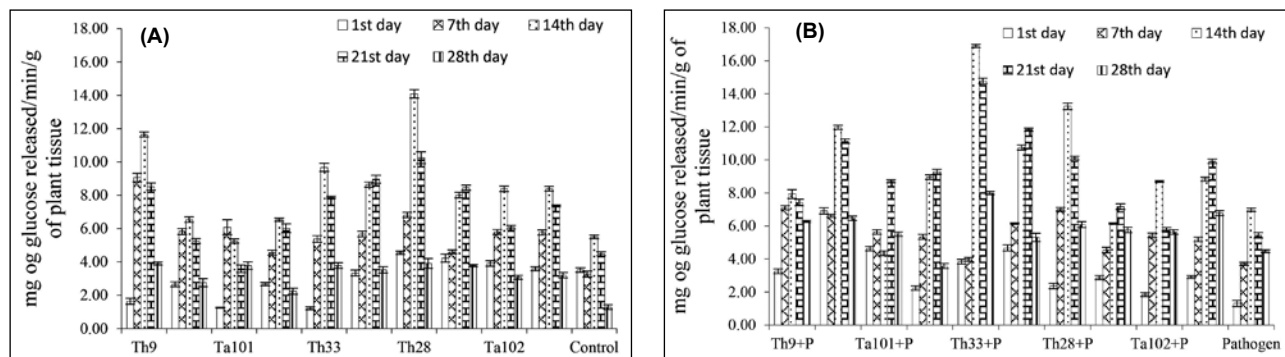 (A)
1st day 7th day 14th day
21st day 28th day
mg og glucose released/min/g
of plant tissue
18.00
16.00
14.00
12.00
10.00
8.00
6.00
4.00
2.00
0.00
Th9 Ta101 Th33 Th28 Ta102 Control
(B)
1st day 7th day 14th day
21st day 28th day
mg og glucose released/min/g of
plant tissue
18.00
16.00
14.00
12.00
10.00
8.00
6.00
4.00
2.00
0.00
Th9+P Ta101+P Th33+P Th28+P Ta102+P Pathogen